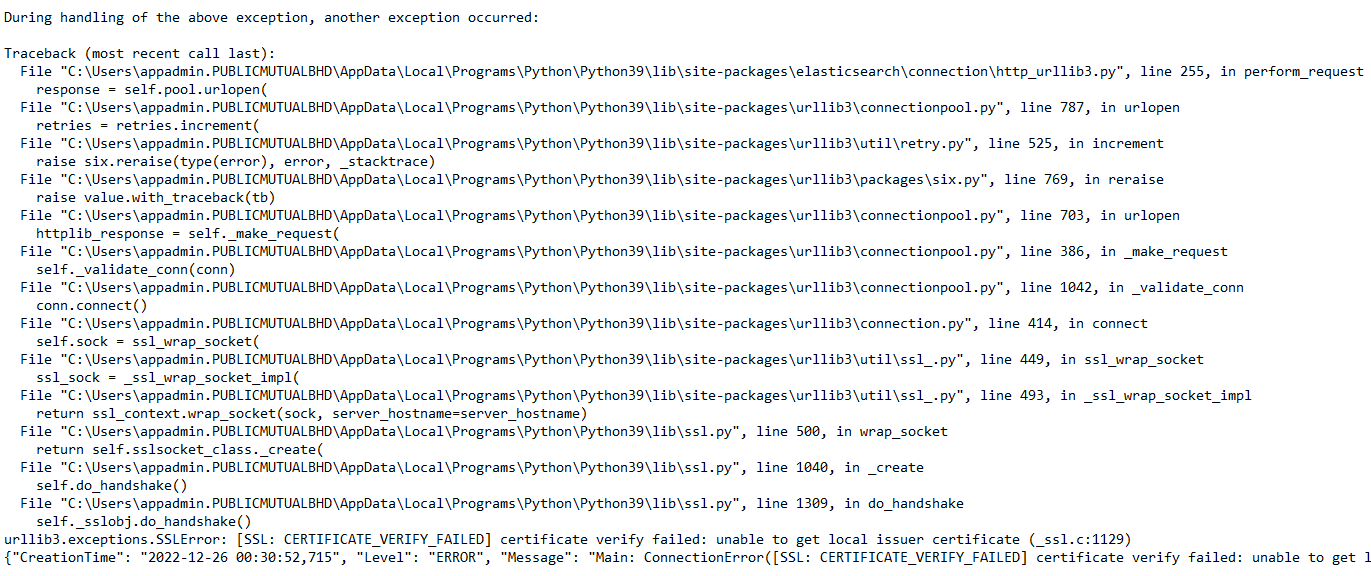 During handling of the above exception, another exception occurred:
Traceback (most recent call last):
File "C:\Users\appadmin.PUBLICMUTUALBHD\AppData\Local\Programs\Python\Python39\lib\site-packages\elasticsearch\connection\http_urllib3.py", line 255, in perform_request
response = self.pool.urlopen(
File "C:\Users\appadmin.PUBLICMUTUALBHD\AppData\Local\Programs\Python\Python39\lib\site-packages\urllib3\connectionpool.py", line 787, in urlopen
retries = retries.increment(
File "C:\Users\appadmin.PUBLICMUTUALBHD\AppData\Local\Programs\Python\Python39\lib\site-packages\urllib3\util\retry.py", line 525, in increment
raise six.reraise(type(error), error, _stacktrace)
File "C:\Users\appadmin.PUBLICMUTUALBHD\AppData\Local\Programs\Python\Python39\lib\site-packages\urllib3\packages\six.py", line 769, in reraise
raise value.with_traceback(tb)
File "C:\Users\appadmin.PUBLICMUTUALBHD\AppData\Local\Programs\Python\Python39\lib\site-packages\urllib3\connectionpool.py", line 703, in urlopen
httplib_response = self._make_request(
File "C:\Users\appadmin.PUBLICMUTUALBHD\AppData\Local\Programs\Python\Python39\lib\site-packages\urllib3\connectionpool.py", line 386, in _make_request
self._validate_conn(conn)
File "C:\Users\appadmin.PUBLICMUTUALBHD\AppData\Local\Programs\Python\Python39\lib\site-packages\urllib3\connectionpool.py", line 1042, in _validate_conn
conn.connect()
File "C:\Users\appadmin.PUBLICMUTUALBHD\AppData\Local\Programs\Python\Python39\lib\site-packages\urllib3\connection.py", line 414, in connect
self.sock = ssl_wrap_socket(
File "C:\Users\appadmin.PUBLICMUTUALBHD\AppData\Local\Programs\Python\Python39\lib\site-packages\urllib3\util\ssl_.py", line 449, in ssl_wrap_socket
ssl_sock = _ssl_wrap_socket_impl(
File "C:\Users\appadmin.PUBLICMUTUALBHD\AppData\Local\Programs\Python\Python39\lib\site-packages\urllib3\util\ssl_.py", line 493, in _ssl_wrap_socket_impl
return ssl_context.wrap_socket(sock, server_hostname=server_hostname)
File "C:\Users\appadmin.PUBLICMUTUALBHD\AppData\Local\Programs\Python\Python39\lib\ssl.py", line 500, in wrap_socket
return self.sslsocket_class._create(
File "C:\Users\appadmin.PUBLICMUTUALBHD\AppData\Local\Programs\Python\Python39\lib\ssl.py", line 1040, in _create
self.do_handshake()
File "C:\Users\appadmin.PUBLICMUTUALBHD\AppData\Local\Programs\Python\Python39\lib\ssl.py", line 1309, in do_handshake
self._sslobj.do_handshake()
urllib3.exceptions.SSLError: [SSL: CERTIFICATE_VERIFY_FAILED] certificate verify failed: unable to get local issuer certificate (_ssl.c:1129)
{"CreationTime": "2022-12-26 00:30:52,715", "Level": "ERROR", "Message": "Main: ConnectionError([SSL: CERTIFICATE_VERIFY_FAILED] certificate verify failed: unable to get l